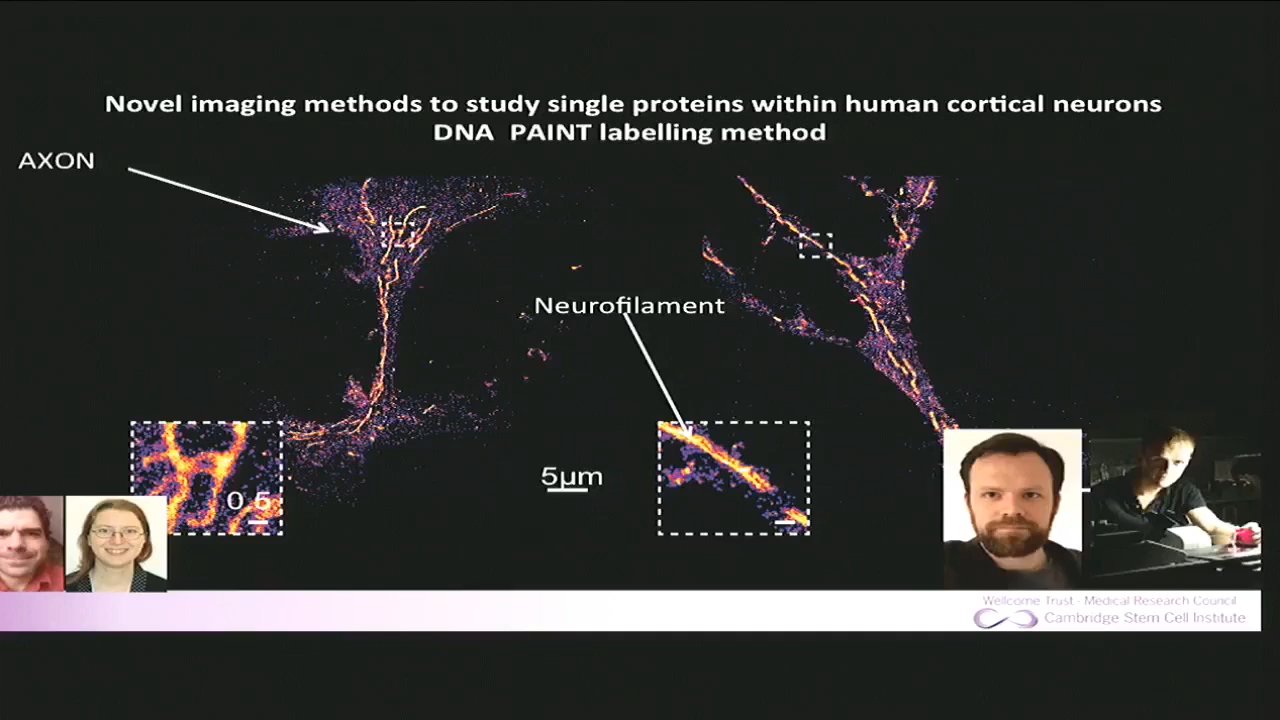 Novel imaging methods to study single proteins within human cortical neurons
DNA PAINT labelling method
AXON
Neurofilament
5µm
0.5
Wellcome Trust - Medical Research Council
Cambridge Stem Cell Institute